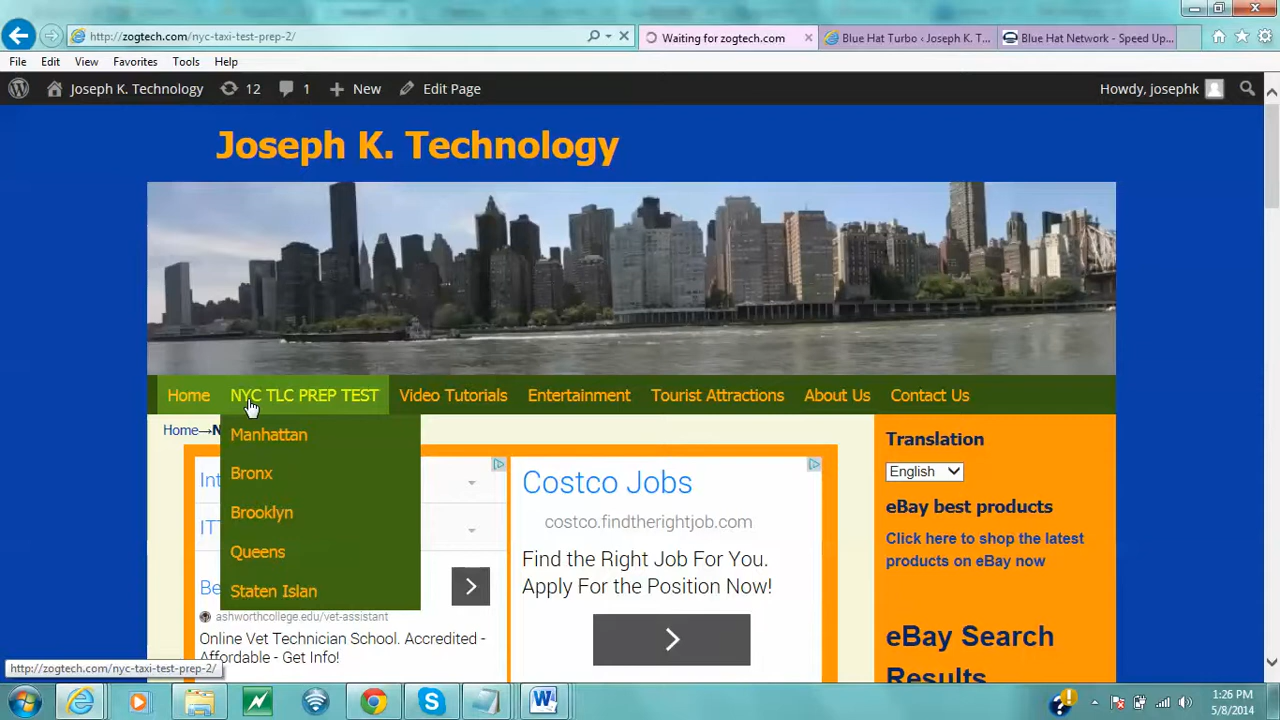 http://zogtech.com/nyc-taxi-test-prep-2/
Waiting for zogtech.com
Blue Hat Turbo ‹ Joseph K. T...
Blue Hat Network - Speed Up...
File Edit View Favorites Tools Help
Joseph K. Technology 12 1 New Edit Page Howdy, josephk
Joseph K. Technology
Home NYC TLC PREP TEST Video Tutorials Entertainment Tourist Attractions About Us Contact Us
Home→N
Manhattan
Bronx
Brooklyn
Queens
Staten Islan
Int
IT
Be
ashworthcollege.edu/vet-assistant
Online Vet Technician School. Accredited -
Affordable - Get Info!
Costco Jobs
costco.findtherightjob.com
Find the Right Job For You.
Apply For the Position Now!
Translation
English
eBay best products
Click here to shop the latest
products on eBay now
eBay Search
Results
http://zogtech.com/nyc-taxi-test-prep-2/
1:26 PM
5/8/2014